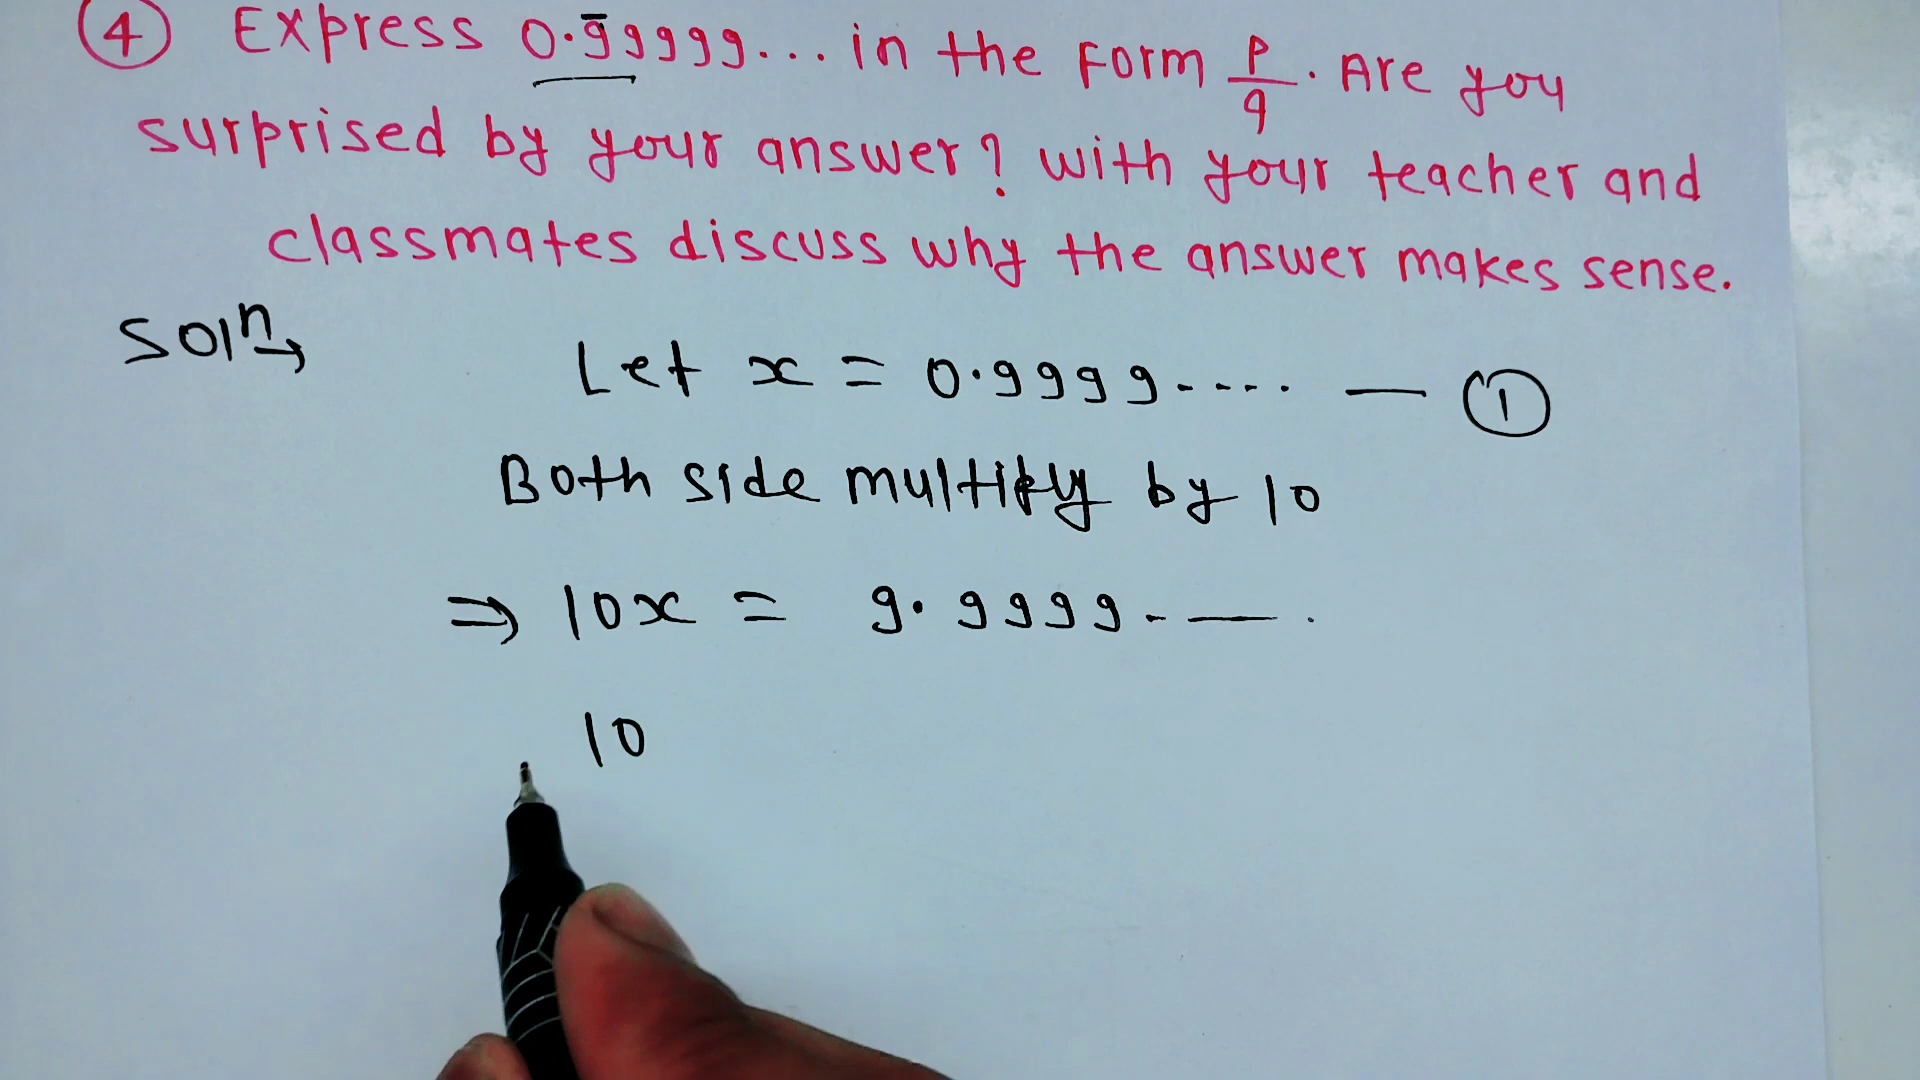 ④ Express 0.9̅9999... in the form p/q. Are you
surprised by your answer? with your teacher and
classmates discuss why the answer makes sense.
Solⁿ→
Let x = 0.9999.... — ①
Both side multiply by 10
⇒ 10x = 9.9999-—.
10